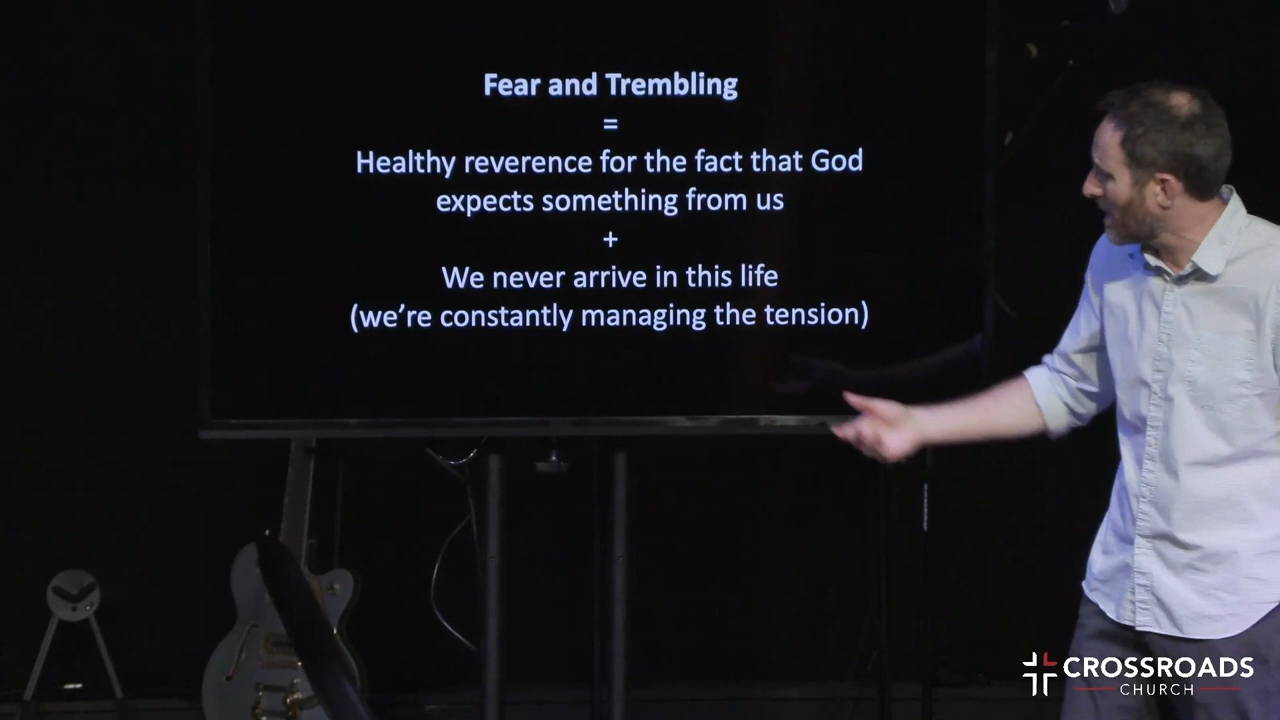 Fear and Trembling
=
Healthy reverence for the fact that God
expects something from us
+
We never arrive in this life
(we’re constantly managing the tension)
CROSSROADS
CHURCH